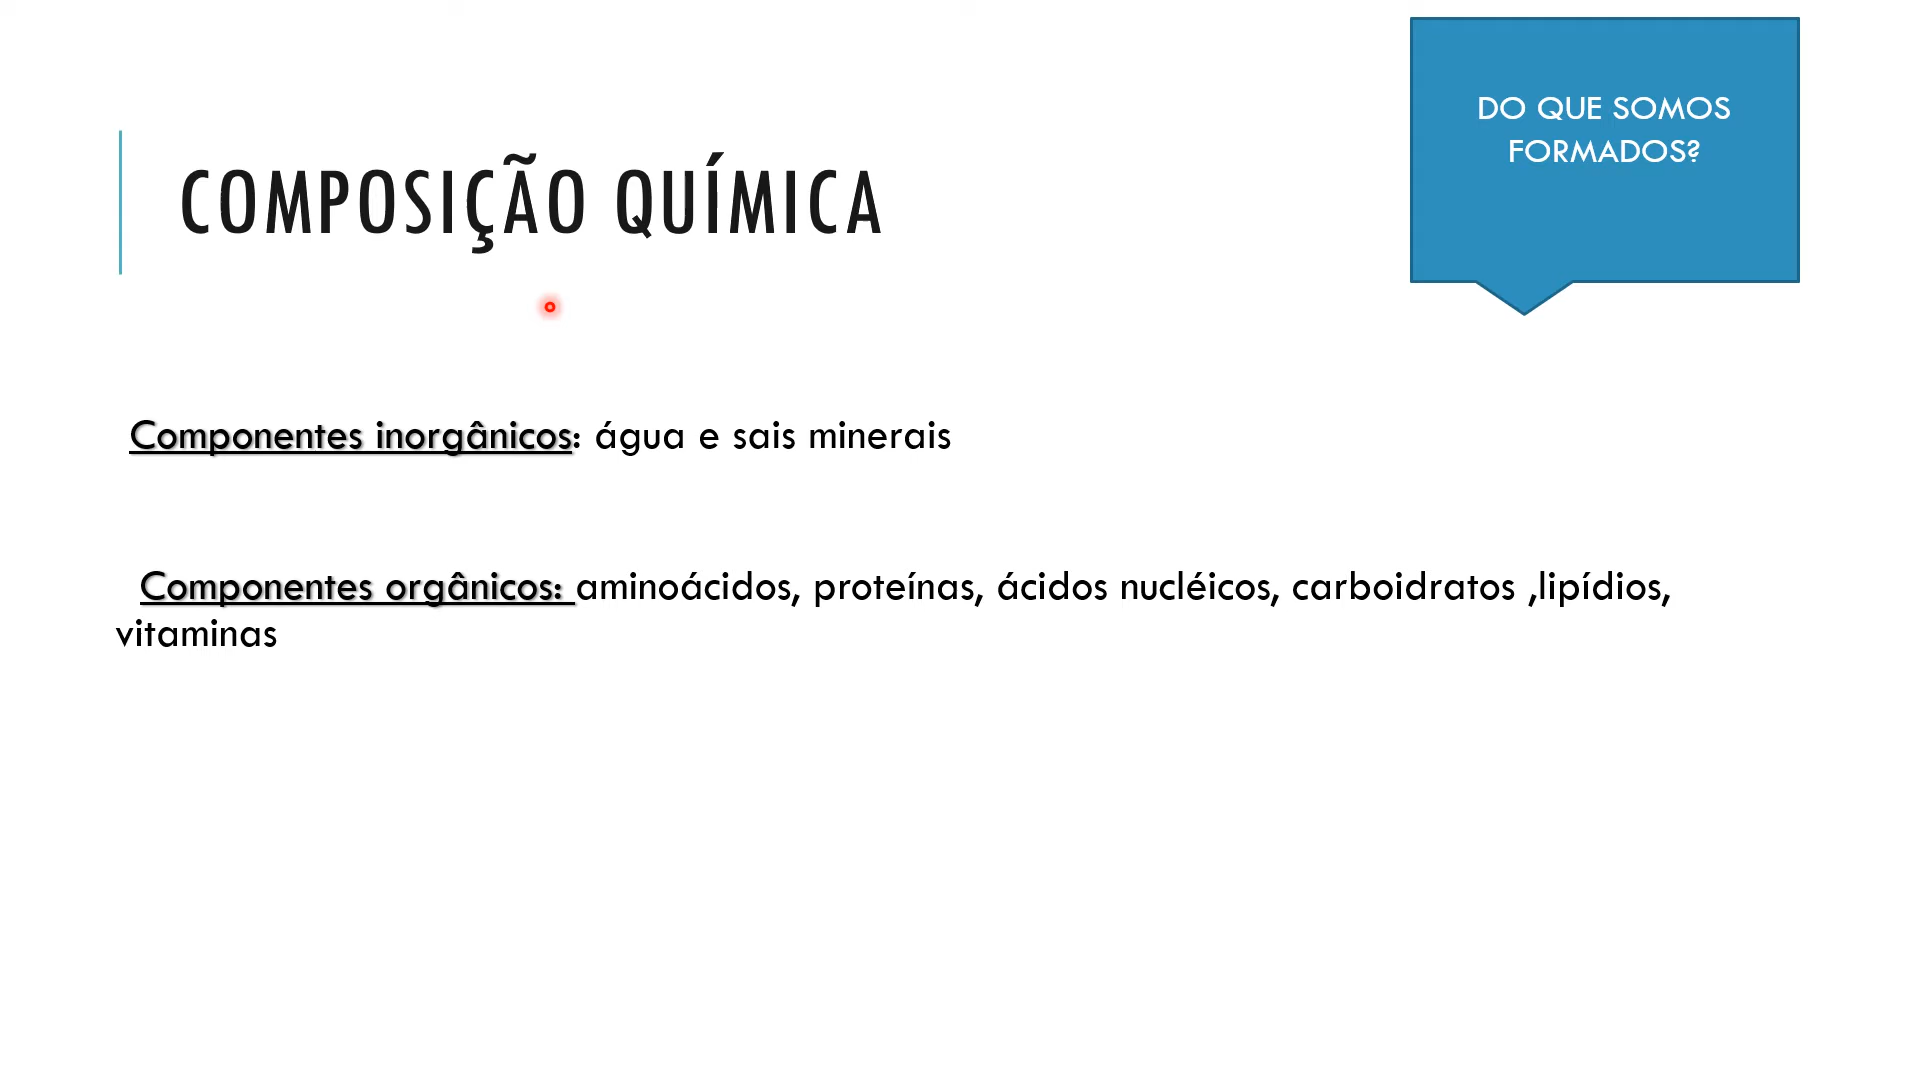 DO QUE SOMOS
FORMADOS?
COMPOSIÇÃO QUÍMICA
Componentes inorgânicos: água e sais minerais
Componentes orgânicos: aminoácidos, proteínas, ácidos nucléicos, carboidratos ,lipídios,
vitaminas